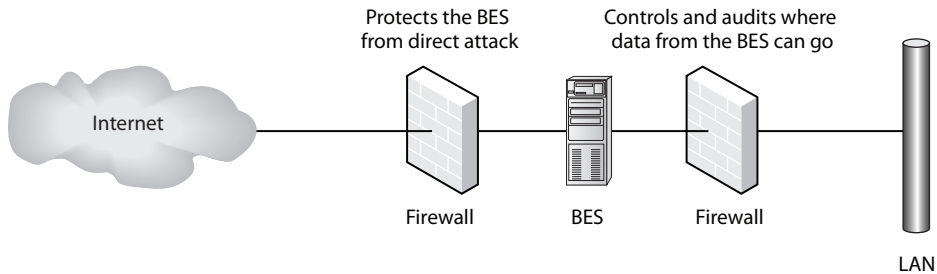 Protects the BES
from direct attack
Controls and audits where
data from the BES can go
Internet
Firewall
BES
Firewall
LAN